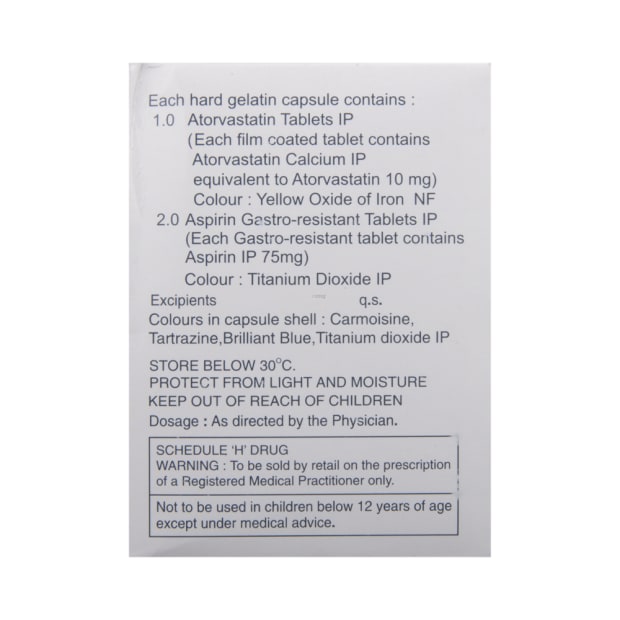 Each hard gelatin capsule contains :
1.0 Atorvastatin Tablets IP
(Each film coated tablet contains
Atorvastatin Calcium IP
equivalent to Atorvastatin 10 mg)
Colour : Yellow Oxide of Iron NF
2.0 Aspirin Gastro-resistant Tablets IP
(Each Gastro-resistant tablet contains
Aspirin IP 75mg)
Colour : Titanium Dioxide IP
Excipients q.s.
Colours in capsule shell : Carmoisine,
Tartrazine,Brilliant Blue,Titanium dioxide IP
STORE BELOW 30°C.
PROTECT FROM LIGHT AND MOISTURE
KEEP OUT OF REACH OF CHILDREN
Dosage : As directed by the Physician.
SCHEDULE 'H' DRUG
WARNING : To be sold by retail on the prescription
of a Registered Medical Practitioner only.
Not to be used in children below 12 years of age
except under medical advice.